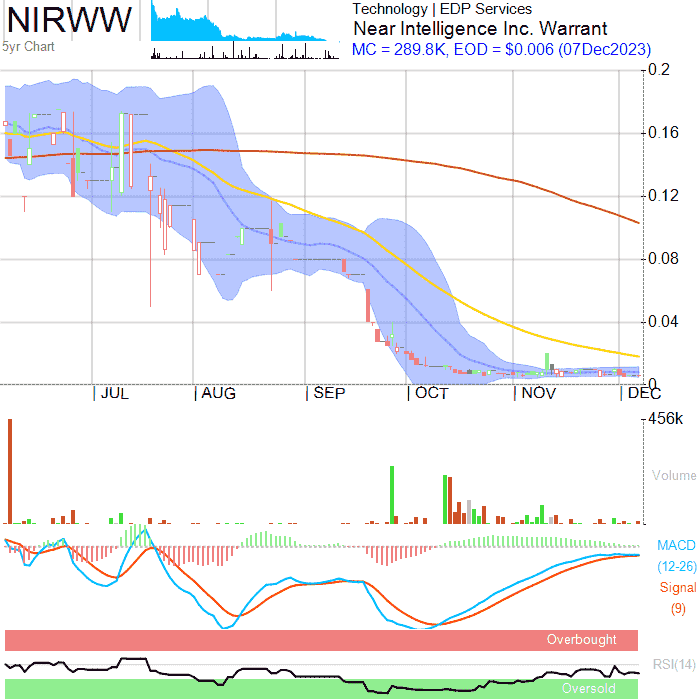 NIRWW
5yr Chart
Technology | EDP Services
Near Intelligence Inc. Warrant
MC = 289.8K, EOD = $0.006 (07Dec2023)
0.2
0.16
0.12
0.08
0.04
0
JUL AUG SEP OCT NOV DEC
456k
Volume
MACD
(12-26)
Signal
(9)
Overbought
RSI(14)
Oversold